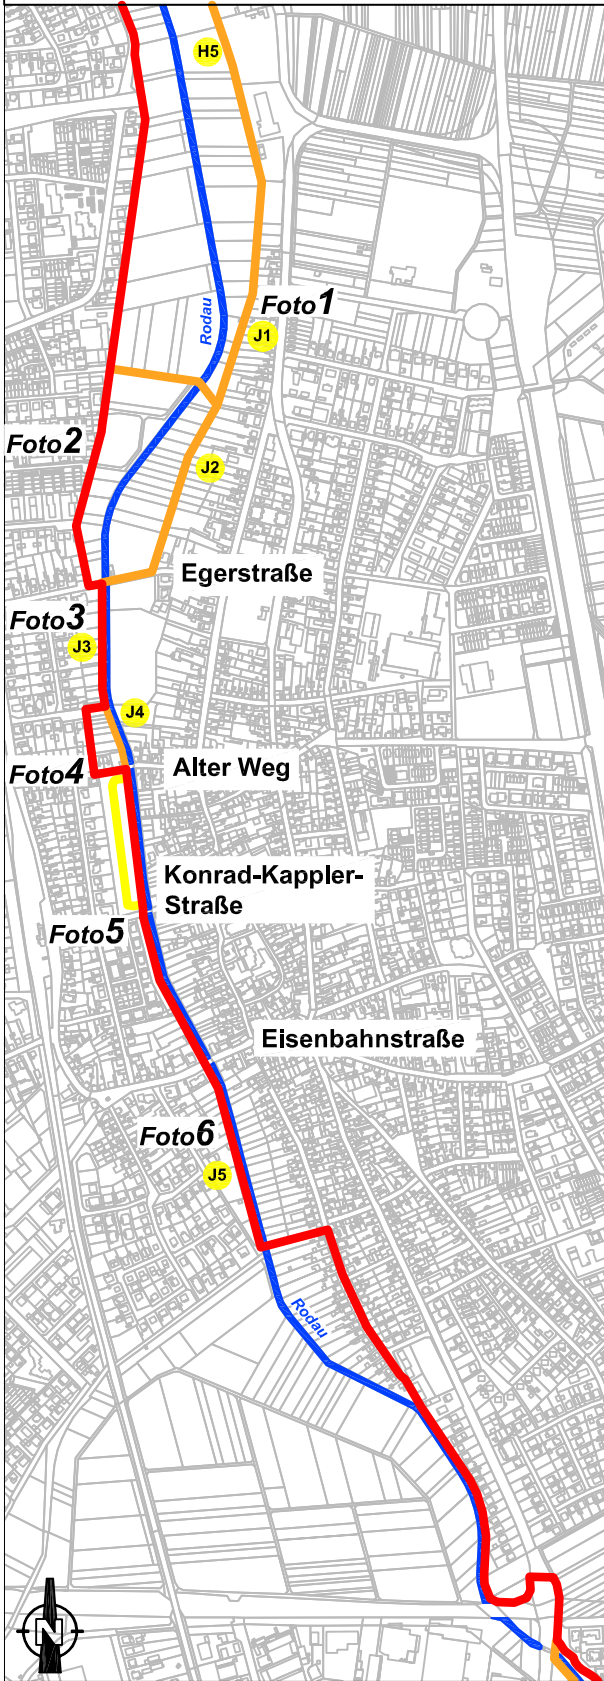 H5
Foto1
Rodau
J1
Foto2
J2
Egerstraße
Foto3
J3
J4
Foto4
Alter Weg
Konrad-Kappler-
Straße
Foto5
Eisenbahnstraße
Foto6
J5
Rodau
N